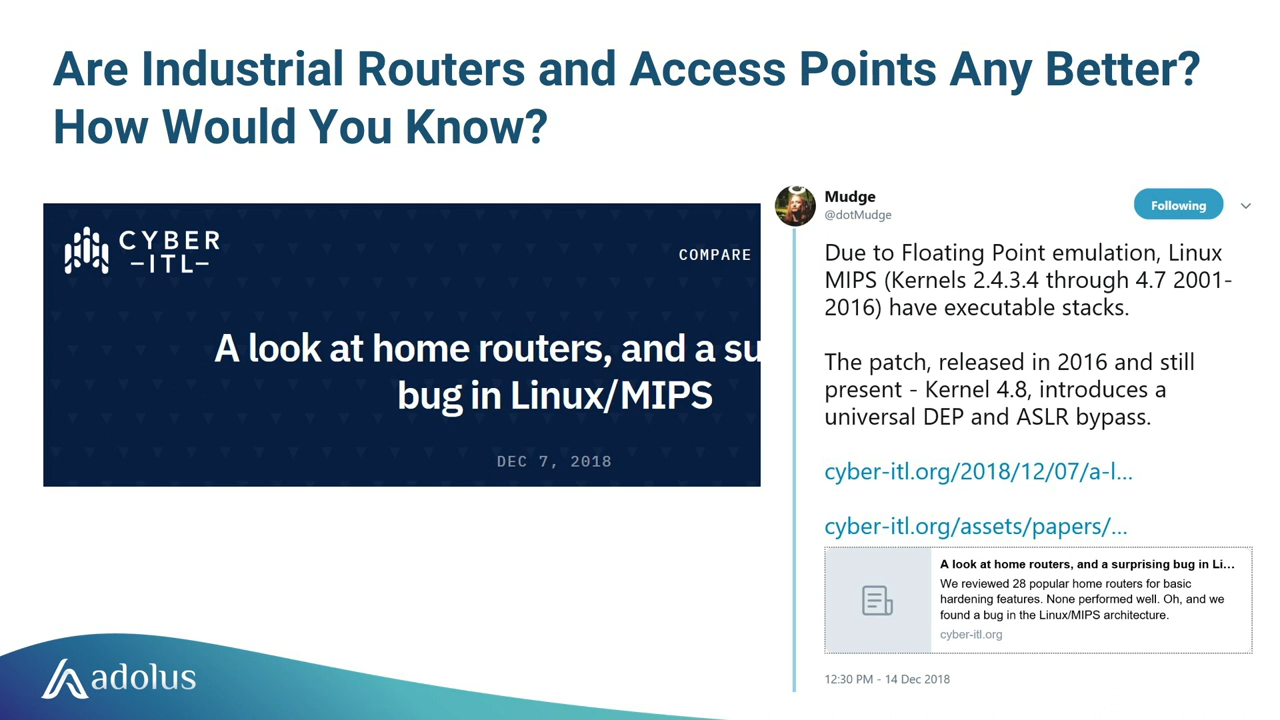 Are Industrial Routers and Access Points Any Better?
How Would You Know?
CYBER
–ITL–
COMPARE
A look at home routers, and a su
bug in Linux/MIPS
DEC 7, 2018
Mudge
@dotMudge
Following
Due to Floating Point emulation, Linux
MIPS (Kernels 2.4.3.4 through 4.7 2001-
2016) have executable stacks.
The patch, released in 2016 and still
present - Kernel 4.8, introduces a
universal DEP and ASLR bypass.
cyber-itl.org/2018/12/07/a-l...
cyber-itl.org/assets/papers/...
A look at home routers, and a surprising bug in Li...
We reviewed 28 popular home routers for basic
hardening features. None performed well. Oh, and we
found a bug in the Linux/MIPS architecture.
cyber-itl.org
12:30 PM - 14 Dec 2018
adolus